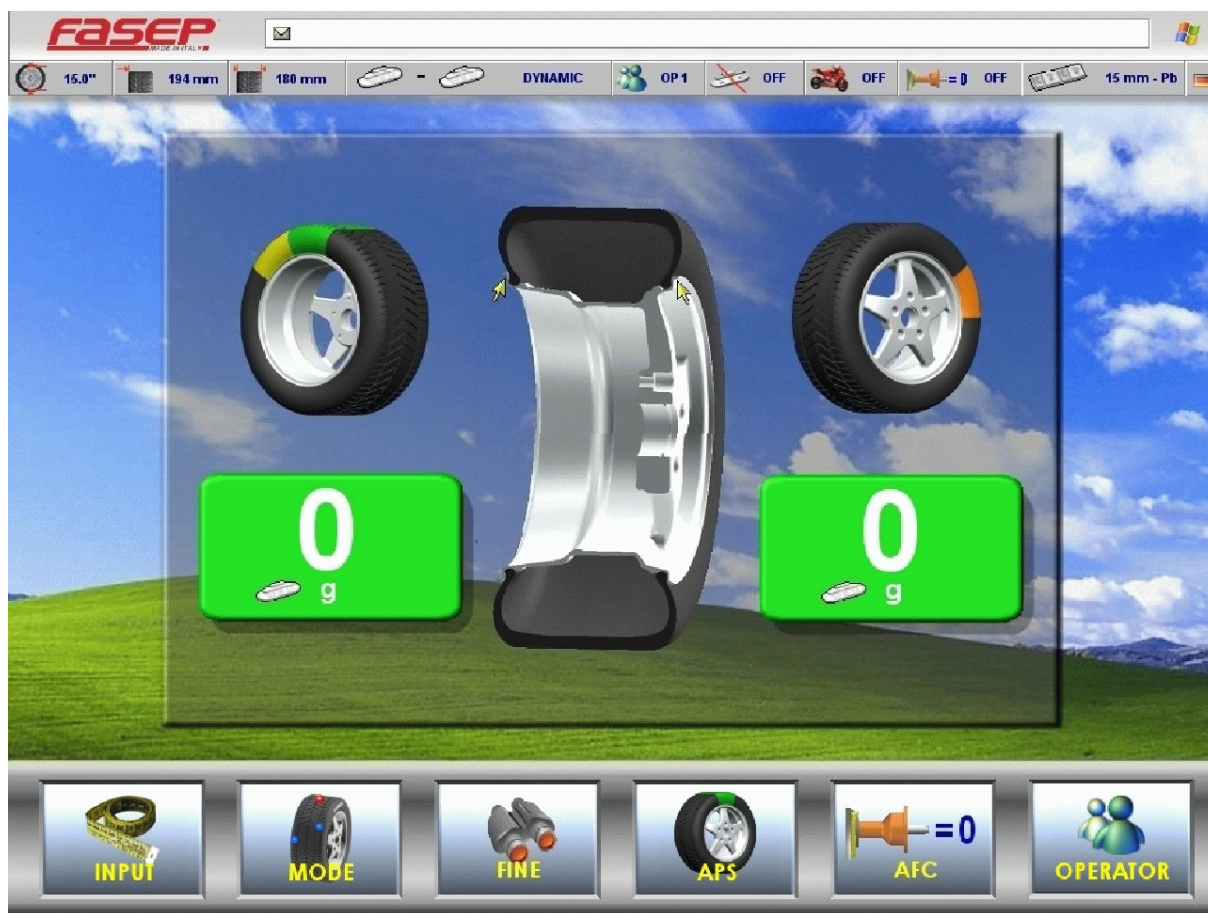 FASEP
MADE IN ITALY
15.0" 194 mm 180 mm - DYNAMIC OP 1 OFF OFF =0 OFF 15 mm - Pb
0 0
g g
INPUT MODE FINE APS =0 AFC OPERATOR